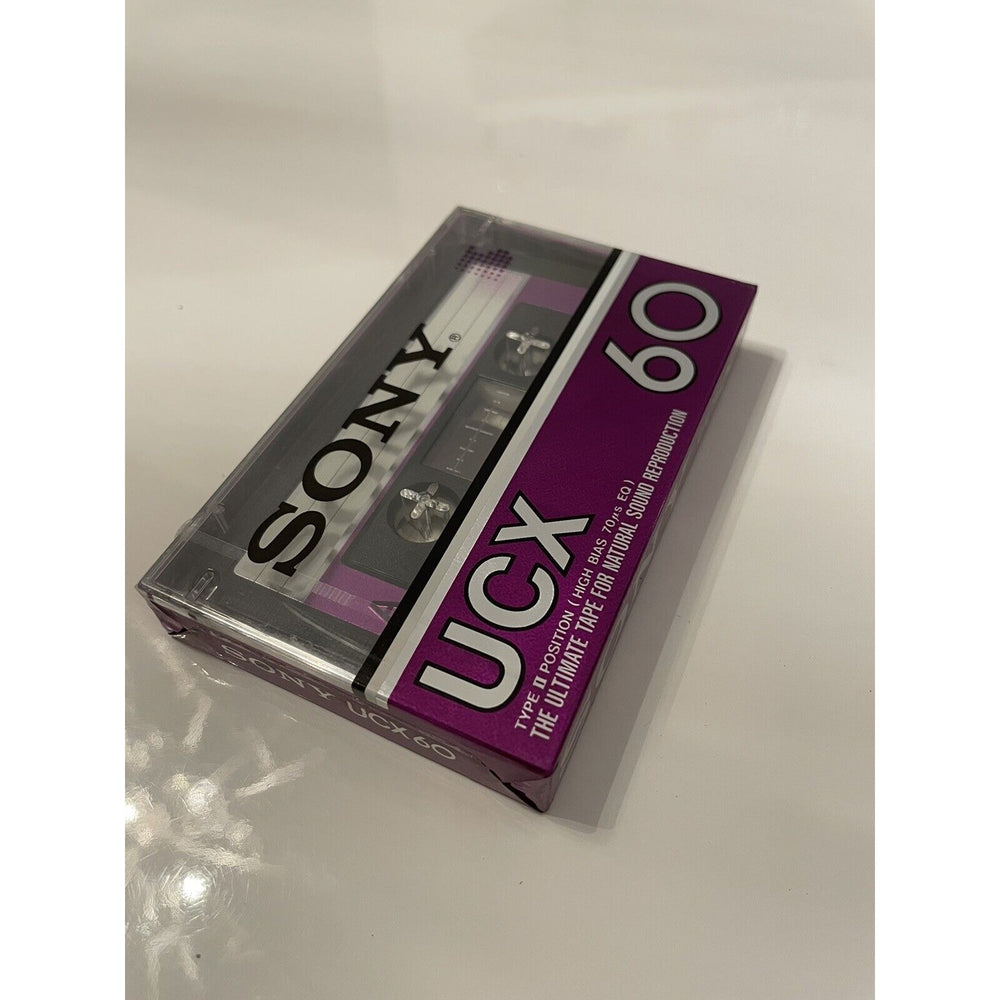 SONY®
UCX 60
TYPE II POSITION (HIGH BIAS 70μs EQ)
THE ULTIMATE TAPE FOR NATURAL SOUND REPRODUCTION
SONY UCX60